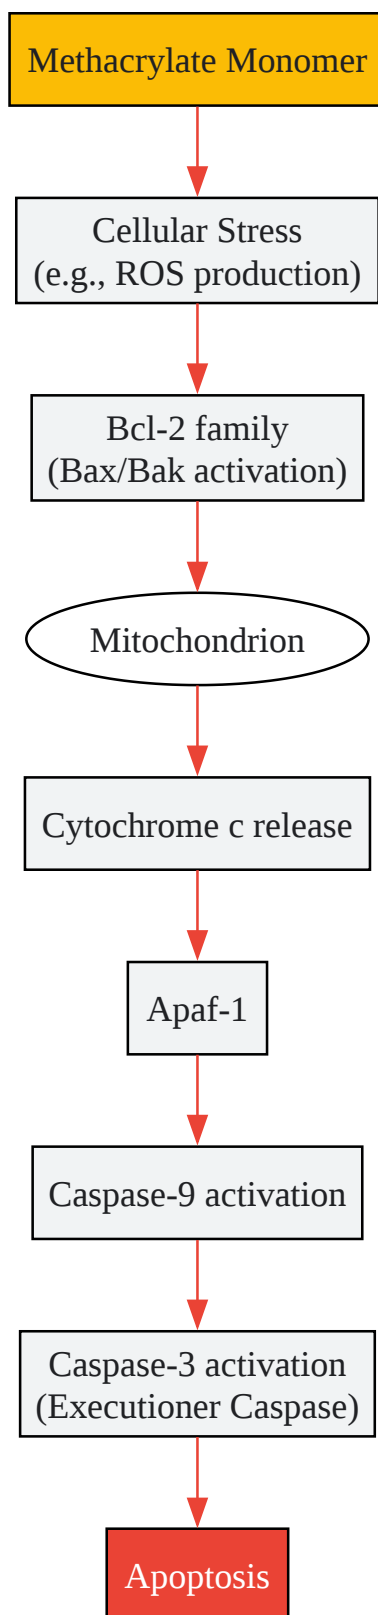 Methacrylate Monomer
Cellular Stress
(e.g., ROS production)
Bcl-2 family
(Bax/Bak activation)
Mitochondrion
Cytochrome c release
Apaf-1
Caspase-9 activation
Caspase-3 activation
(Executioner Caspase)
Apoptosis